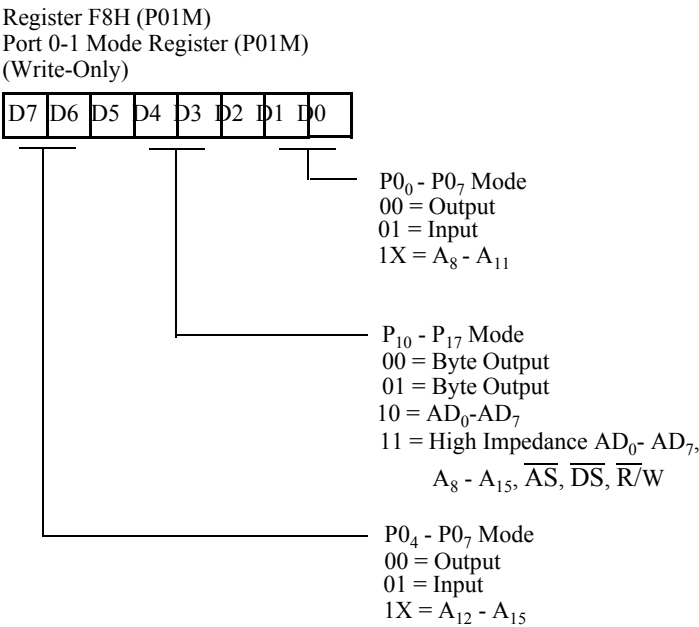 Register F8H (P01M)
Port 0-1 Mode Register (P01M)
(Write-Only)
D7 D6 D5 D4 D3 D2 D1 D0
P0₀ - P0₇ Mode
00 = Output
01 = Input
1X = A₈ - A₁₁
P₁₀ - P₁₇ Mode
00 = Byte Output
01 = Byte Output
10 = AD₀-AD₇
11 = High Impedance AD₀- AD₇,
A₈ - A₁₅, A̅S̅, D̅S̅, R̅/̅W
P0₄ - P0₇ Mode
00 = Output
01 = Input
1X = A₁₂ - A₁₅